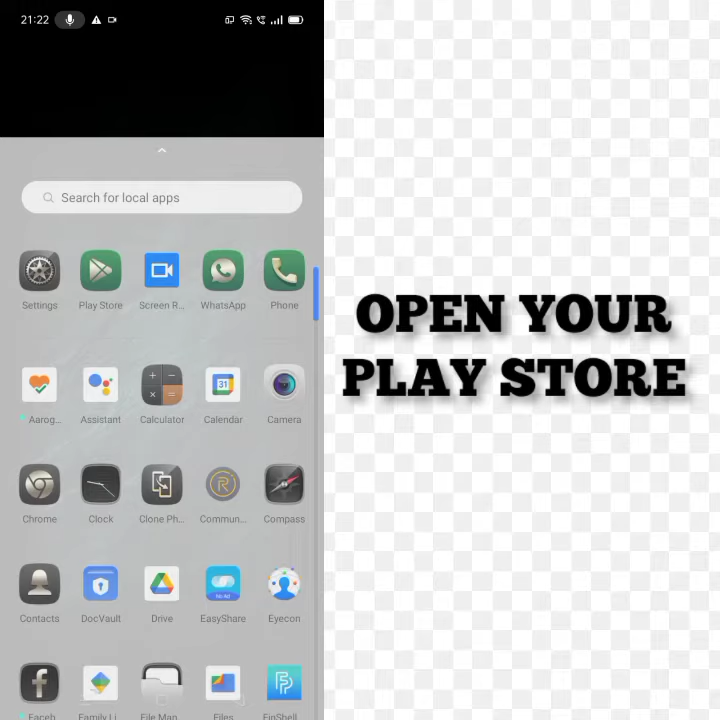 21:22
Search for local apps
Settings
Play Store
Screen R...
WhatsApp
Phone
Aarog...
Assistant
Calculator
Calendar
Camera
Chrome
Clock
Clone Ph...
Commun...
Compass
Contacts
DocVault
Drive
EasyShare
Eyecon
Faceb
Family Li
File Man
Files
FinShell
31
OPEN YOUR
PLAY STORE